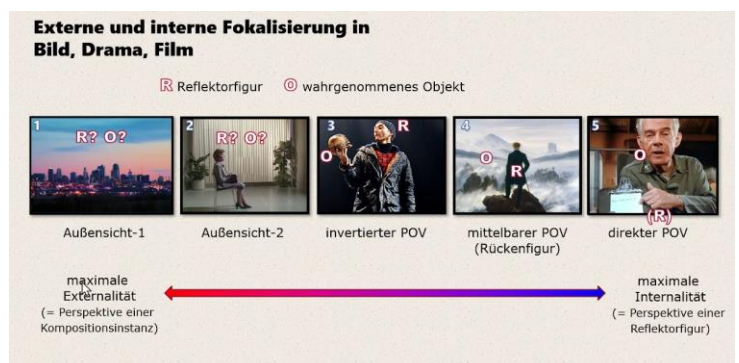 Externe und interne Fokalisierung in
Bild, Drama, Film
R Reflektorfigur O wahrgenommenes Objekt
1
R? O?
2
R? O?
3
R
O
4
O
R
5
O
(R)
Außensicht-1
Außensicht-2
invertierter POV
mittelbarer POV
(Rückenfigur)
direkter POV
maximale
Externalität
(= Perspektive einer
Kompositionsinstanz)
maximale
Internalität
(= Perspektive einer
Reflektorfigur)